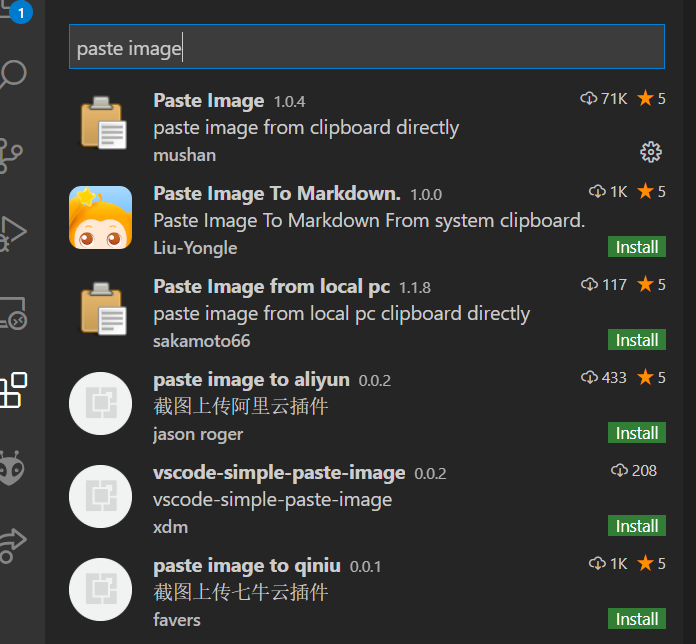 1
paste image
Paste Image 1.0.4 71K 5
paste image from clipboard directly
mushan
Paste Image To Markdown. 1.0.0 1K 5
Paste Image To Markdown From system clipboard.
Liu-Yongle Install
Paste Image from local pc 1.1.8 117 5
paste image from local pc clipboard directly
sakamoto66 Install
paste image to aliyun 0.0.2 433 5
截图上传阿里云插件
jason roger Install
vscode-simple-paste-image 0.0.2 208
vscode-simple-paste-image
xdm Install
paste image to qiniu 0.0.1 1K 5
截图上传七牛云插件
favers Install